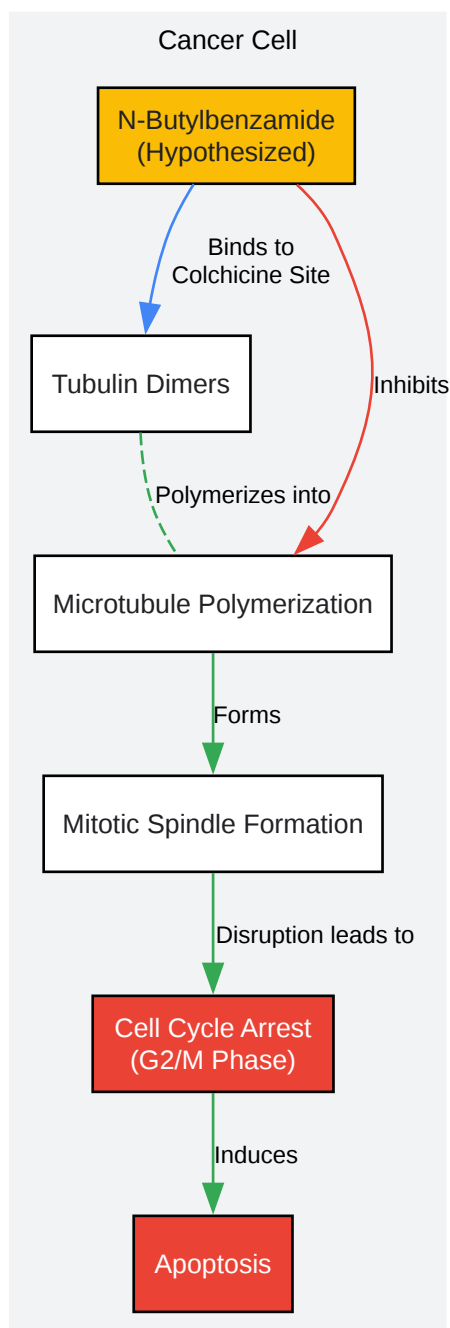 Cancer Cell
N-Butylbenzamide
(Hypothesized)
Binds to
Colchicine Site
Tubulin Dimers
Inhibits
Polymerizes into
Microtubule Polymerization
Forms
Mitotic Spindle Formation
Disruption leads to
Cell Cycle Arrest
(G2/M Phase)
Induces
Apoptosis